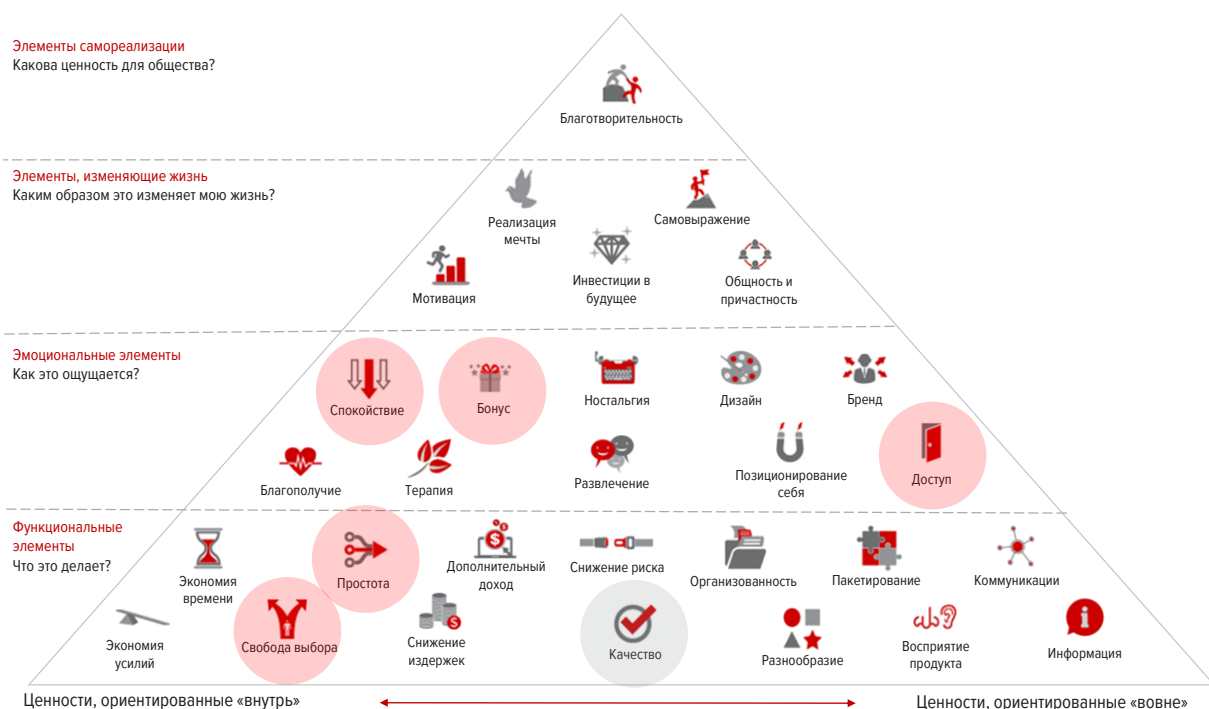 Элементы самореализации
Какова ценность для общества?
Благотворительность
Элементы, изменяющие жизнь
Каким образом это изменяет мою жизнь?
Реализация
мечты
Самовыражение
Мотивация
Инвестиции в
будущее
Общность и
причастность
Эмоциональные элементы
Как это ощущается?
Спокойствие
Бонус
Ностальгия
Дизайн
Бренд
Благополучие
Терапия
Развлечение
Позиционирование
себя
Доступ
Функциональные
элементы
Что это делает?
Экономия
времени
Простота
Дополнительный
доход
Снижение риска
Организованность
Пакетирование
Коммуникации
Экономия
усилий
Свобода выбора
Снижение
издержек
Качество
Разнообразие
Восприятие
продукта
Информация
Ценности, ориентированные «внутрь»
Ценности, ориентированные «вовне»